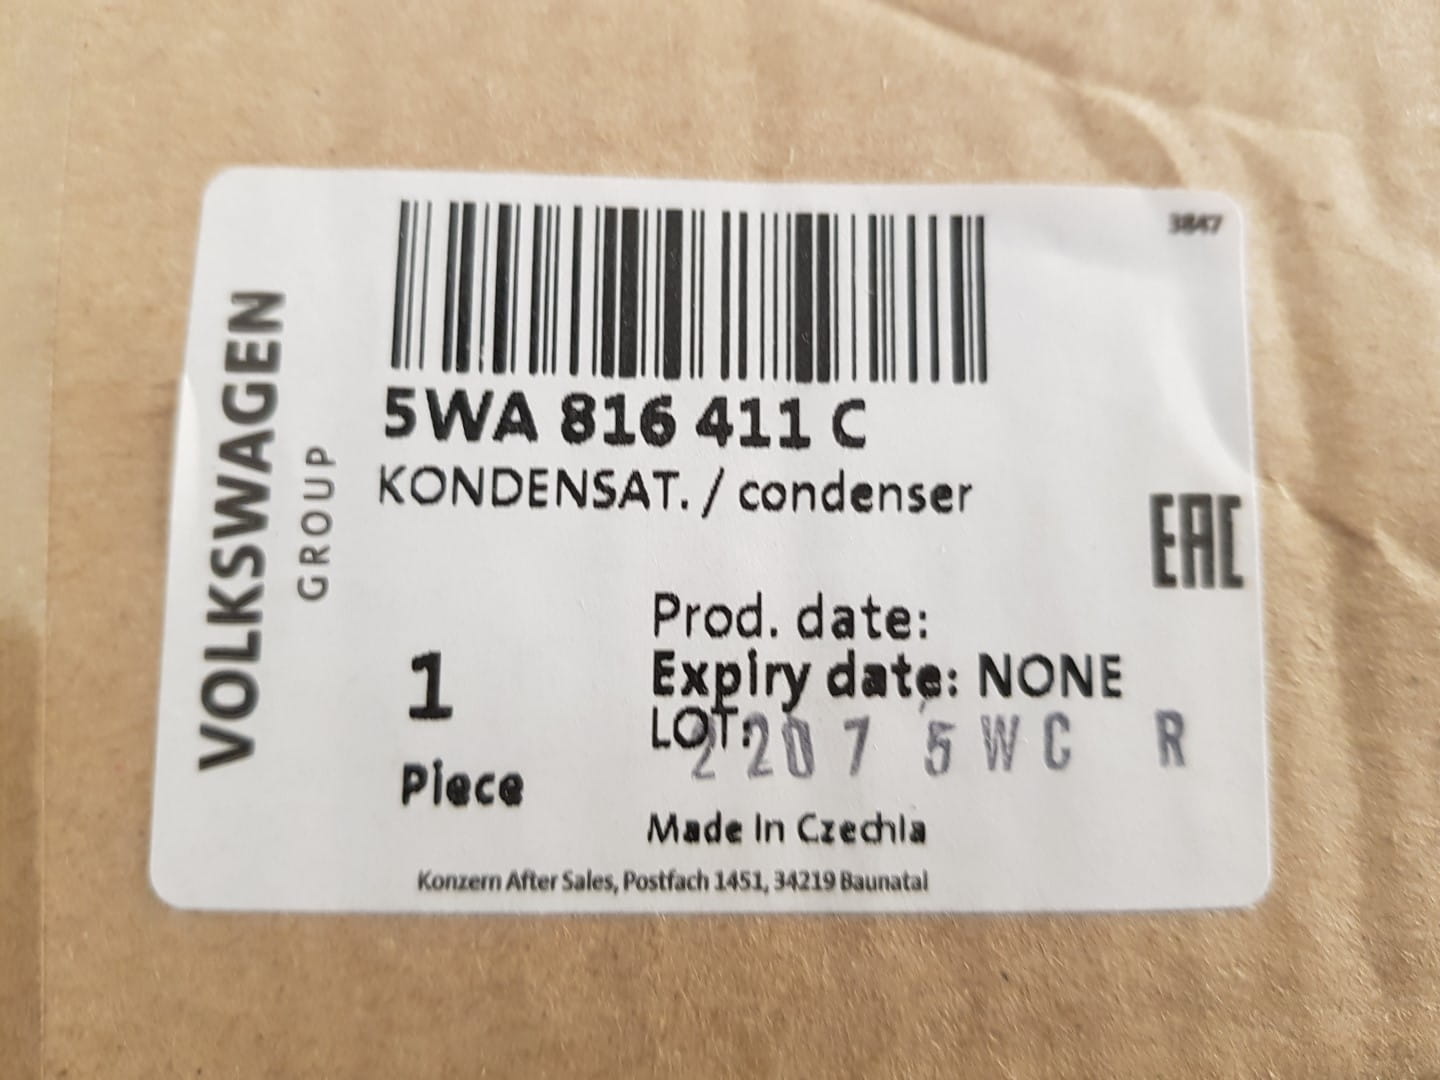 3847
VOLKSWAGEN
GROUP
5WA 816 411 C
KONDENSAT. / condenser
EAC
Prod. date:
Expiry date: NONE
LOT:
2207 5WC R
1
Piece
Made in Czechia
Konzern After Sales, Postfach 1451, 34219 Baunatal